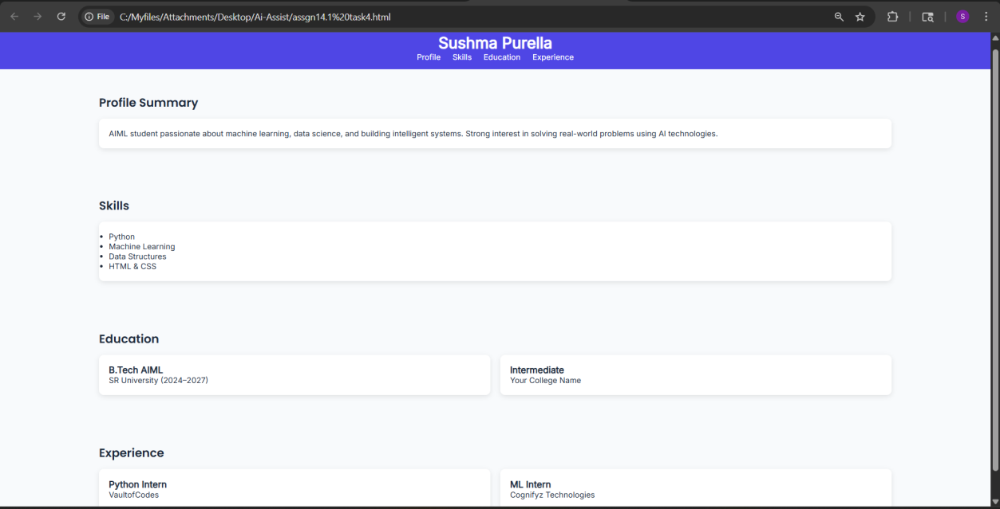 File C:/Myfiles/Attachments/Desktop/Ai-Assist/assgn14.1%20task4.html S
Sushma Purella
Profile Skills Education Experience
Profile Summary
AIML student passionate about machine learning, data science, and building intelligent systems. Strong interest in solving real-world problems using AI technologies.
Skills
• Python
• Machine Learning
• Data Structures
• HTML & CSS
Education
B.Tech AIML
SR University (2024–2027)
Intermediate
Your College Name
Experience
Python Intern
VaultofCodes
ML Intern
Cognifyz Technologies